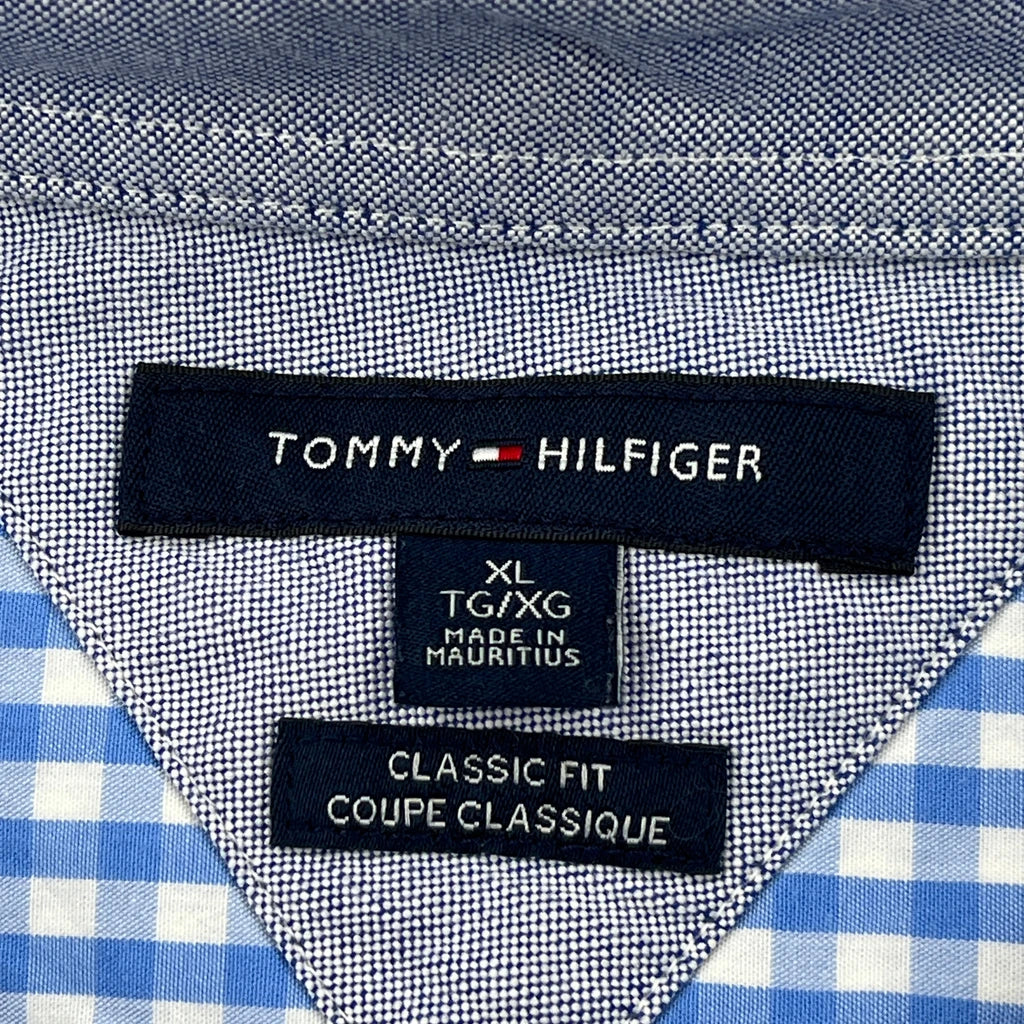 TOMMY HILFIGER
XL
TG/XG
MADE IN
MAURITIUS
CLASSIC FIT
COUPE CLASSIQUE